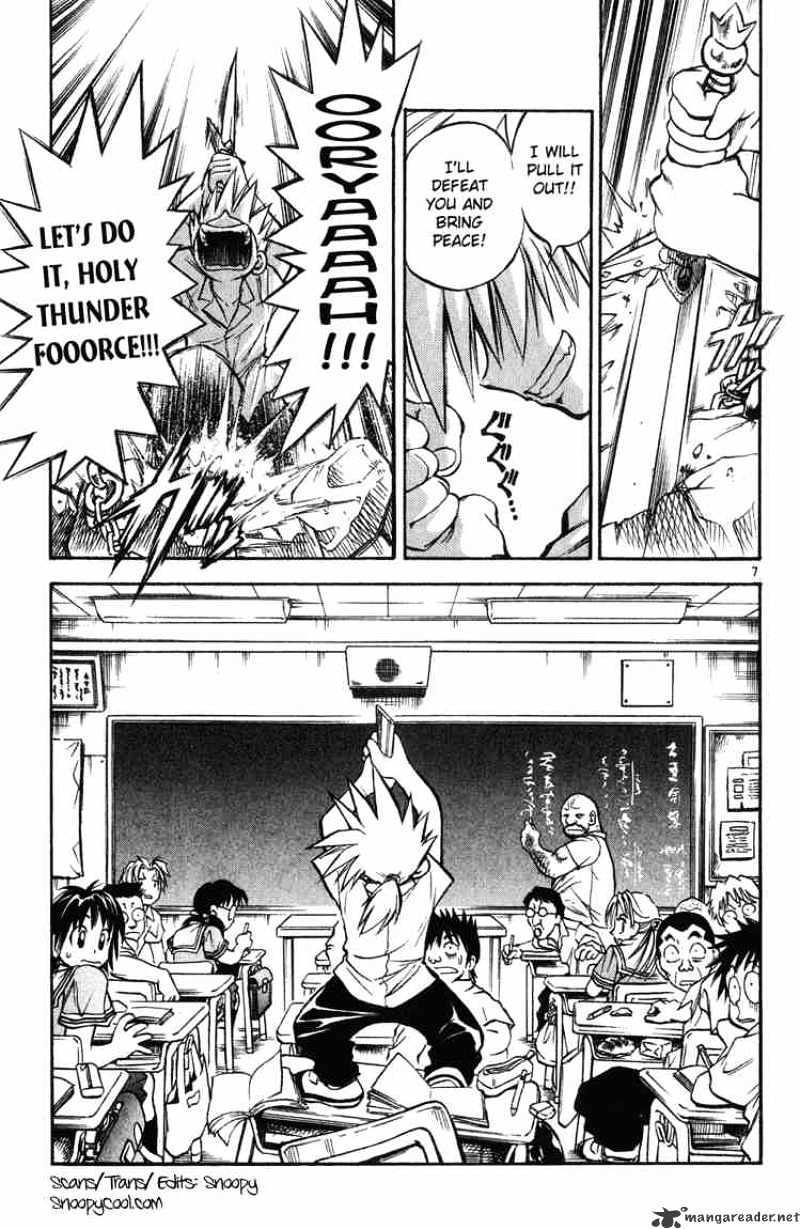 I WILL
PULL IT
OUT!!
I'LL
DEFEAT
YOU AND
BRING
PEACE!
OORYAAAAAH!!!
LET'S DO
IT, HOLY
THUNDER
FOOORCE!!!
7
Scans/Trans/Edits: Snoopy
snoopycool.com
mangareader.net